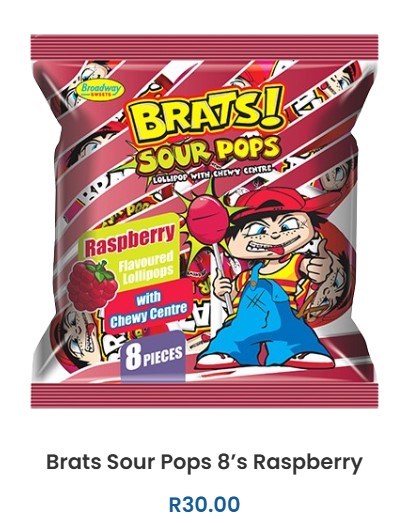 Broadway
SWEETS
BRATS!
SOUR POPS
LOLLIPOP WITH CHEWY CENTRE
Raspberry
Flavoured
Lollipops
with
Chewy Centre
8 PIECES
Brats Sour Pops 8’s Raspberry
R30.00